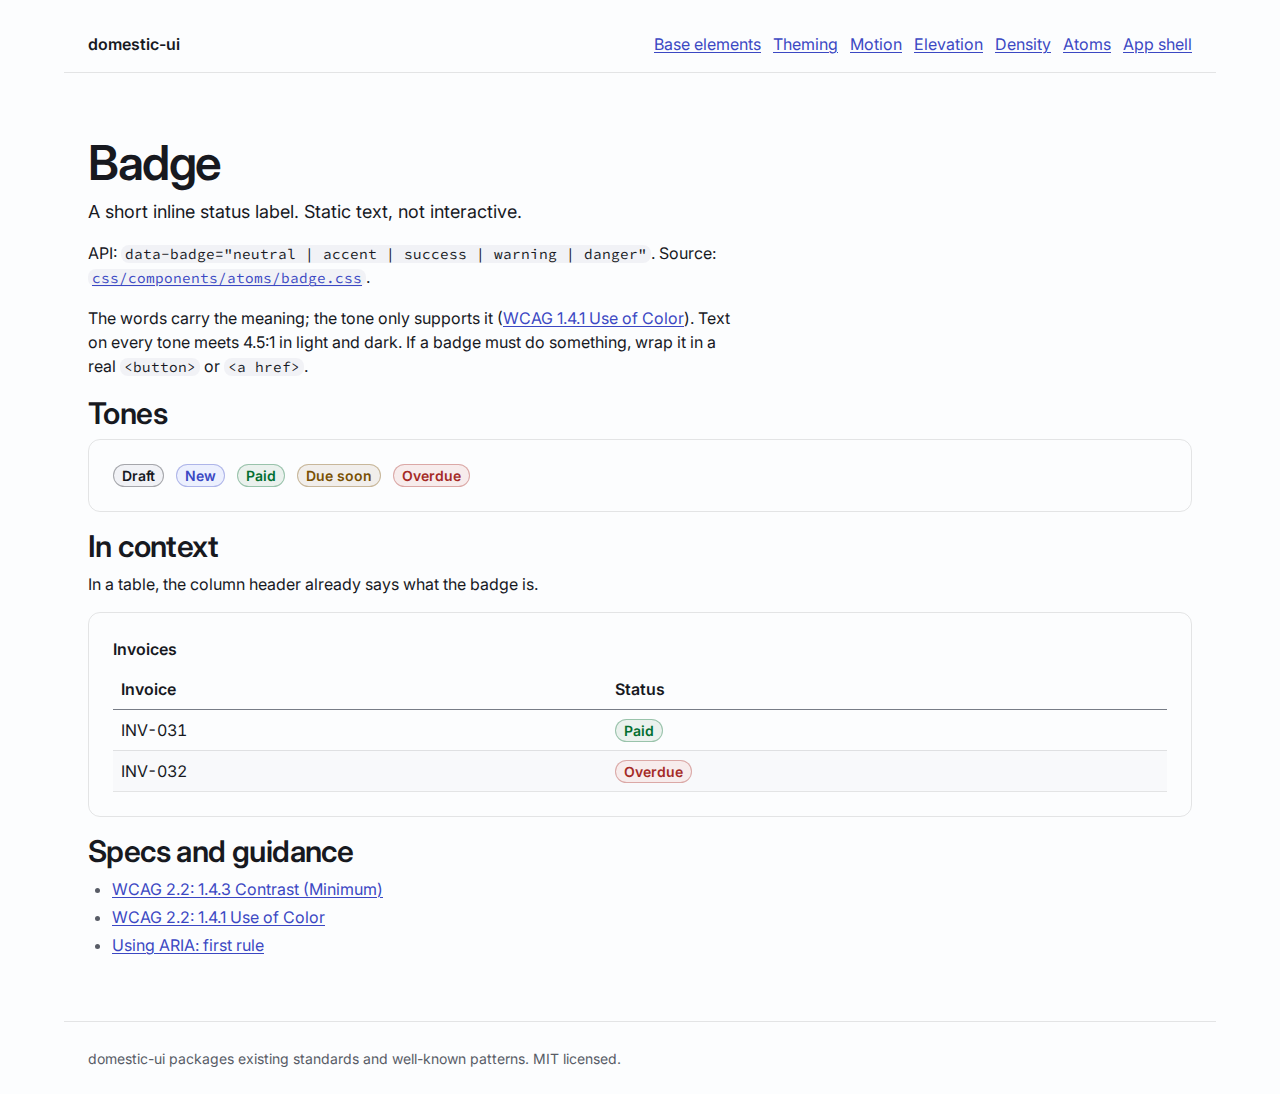 domestic-ui
Base elements Theming Motion Elevation Density Atoms App shell
Badge
A short inline status label. Static text, not interactive.
API: data-badge="neutral | accent | success | warning | danger". Source:
css/components/atoms/badge.css.
The words carry the meaning; the tone only supports it (WCAG 1.4.1 Use of Color). Text
on every tone meets 4.5:1 in light and dark. If a badge must do something, wrap it in a
real <button> or <a href>.
Tones
Draft New Paid Due soon Overdue
In context
In a table, the column header already says what the badge is.
Invoices
Invoice Status
INV-031 Paid
INV-032 Overdue
Specs and guidance
WCAG 2.2: 1.4.3 Contrast (Minimum)
WCAG 2.2: 1.4.1 Use of Color
Using ARIA: first rule
domestic-ui packages existing standards and well-known patterns. MIT licensed.